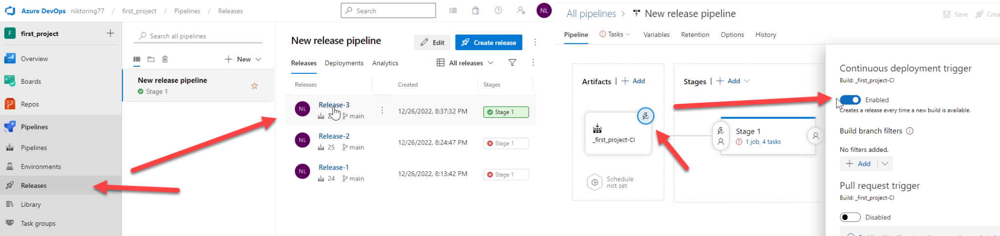 Azure DevOps niktoring77 / first_project / Pipelines / Releases
Search
NL
F first_project
Overview
Boards
Repos
Pipelines
Pipelines
Environments
Releases
Library
Task groups
Search all pipelines
New
New release pipeline
Stage 1
New release pipeline
Edit
Create release
Releases Deployments Analytics
All releases
Releases Created Stages
NL Release-3 12/26/2022, 8:37:32 PM Stage 1
main
NL Release-2 12/26/2022, 8:24:47 PM Stage 1
25 main
NL Release-1 12/26/2022, 8:13:42 PM Stage 1
24 main
All pipelines > New release pipeline
Save
Pipeline Tasks Variables Retention Options History
Artifacts | + Add
_first_project-CI
Schedule
not set
Stages | + Add
Stage 1
1 job, 4 tasks
Continuous deployment trigger
Build: _first_project-CI
Enabled
Creates a release every time a new build is available.
Build branch filters
No filters added.
+ Add
Pull request trigger
Build: _first_project-CI
Disabled